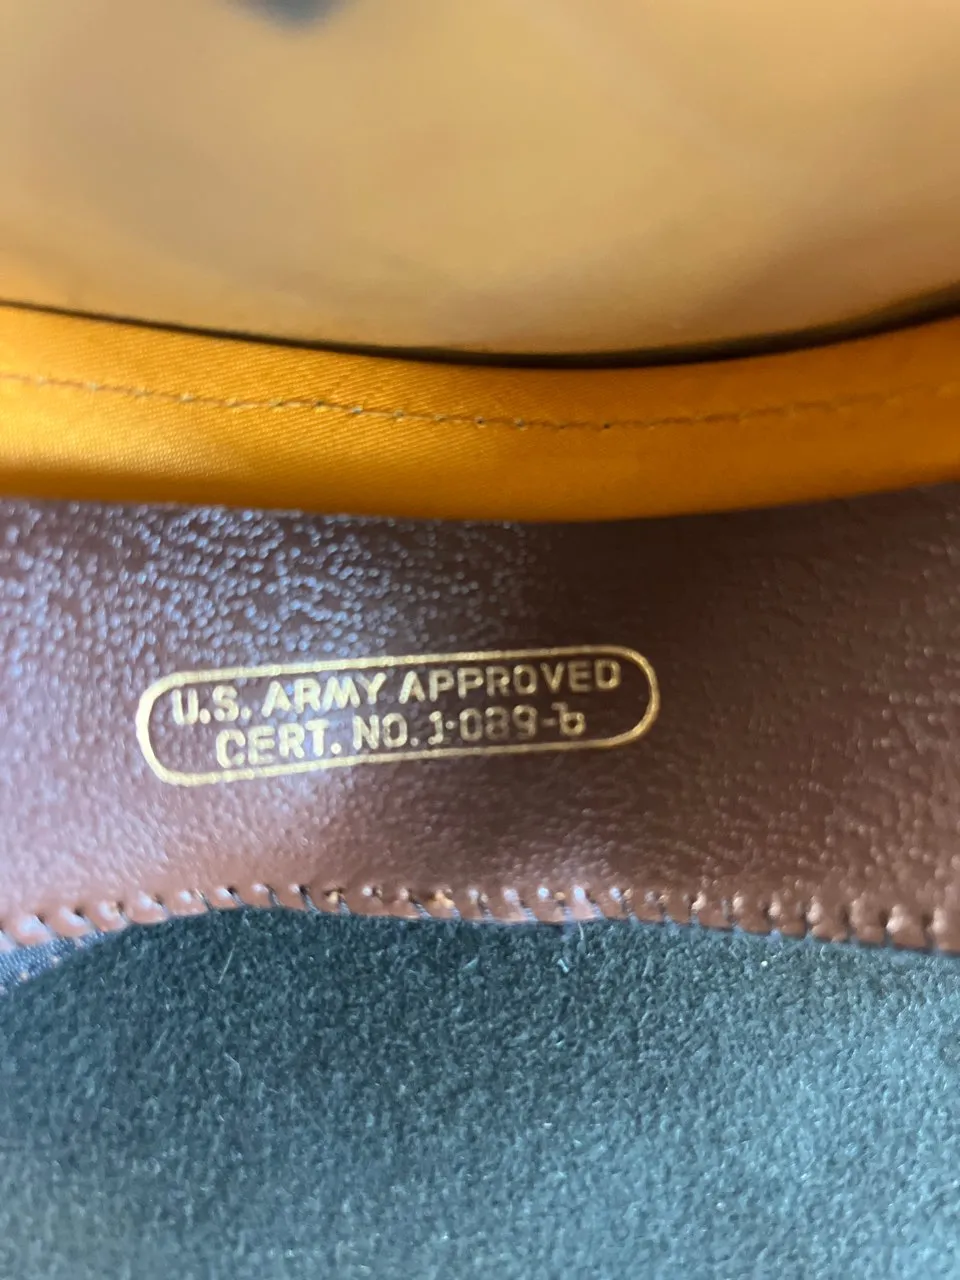 U.S. ARMY APPROVED
CERT. NO. 1-089-b